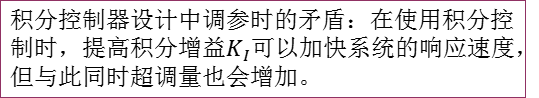 积分控制器设计中调参时的矛盾：在使用积分控
制时，提高积分增益K_I可以加快系统的响应速度，
但与此同时超调量也会增加。